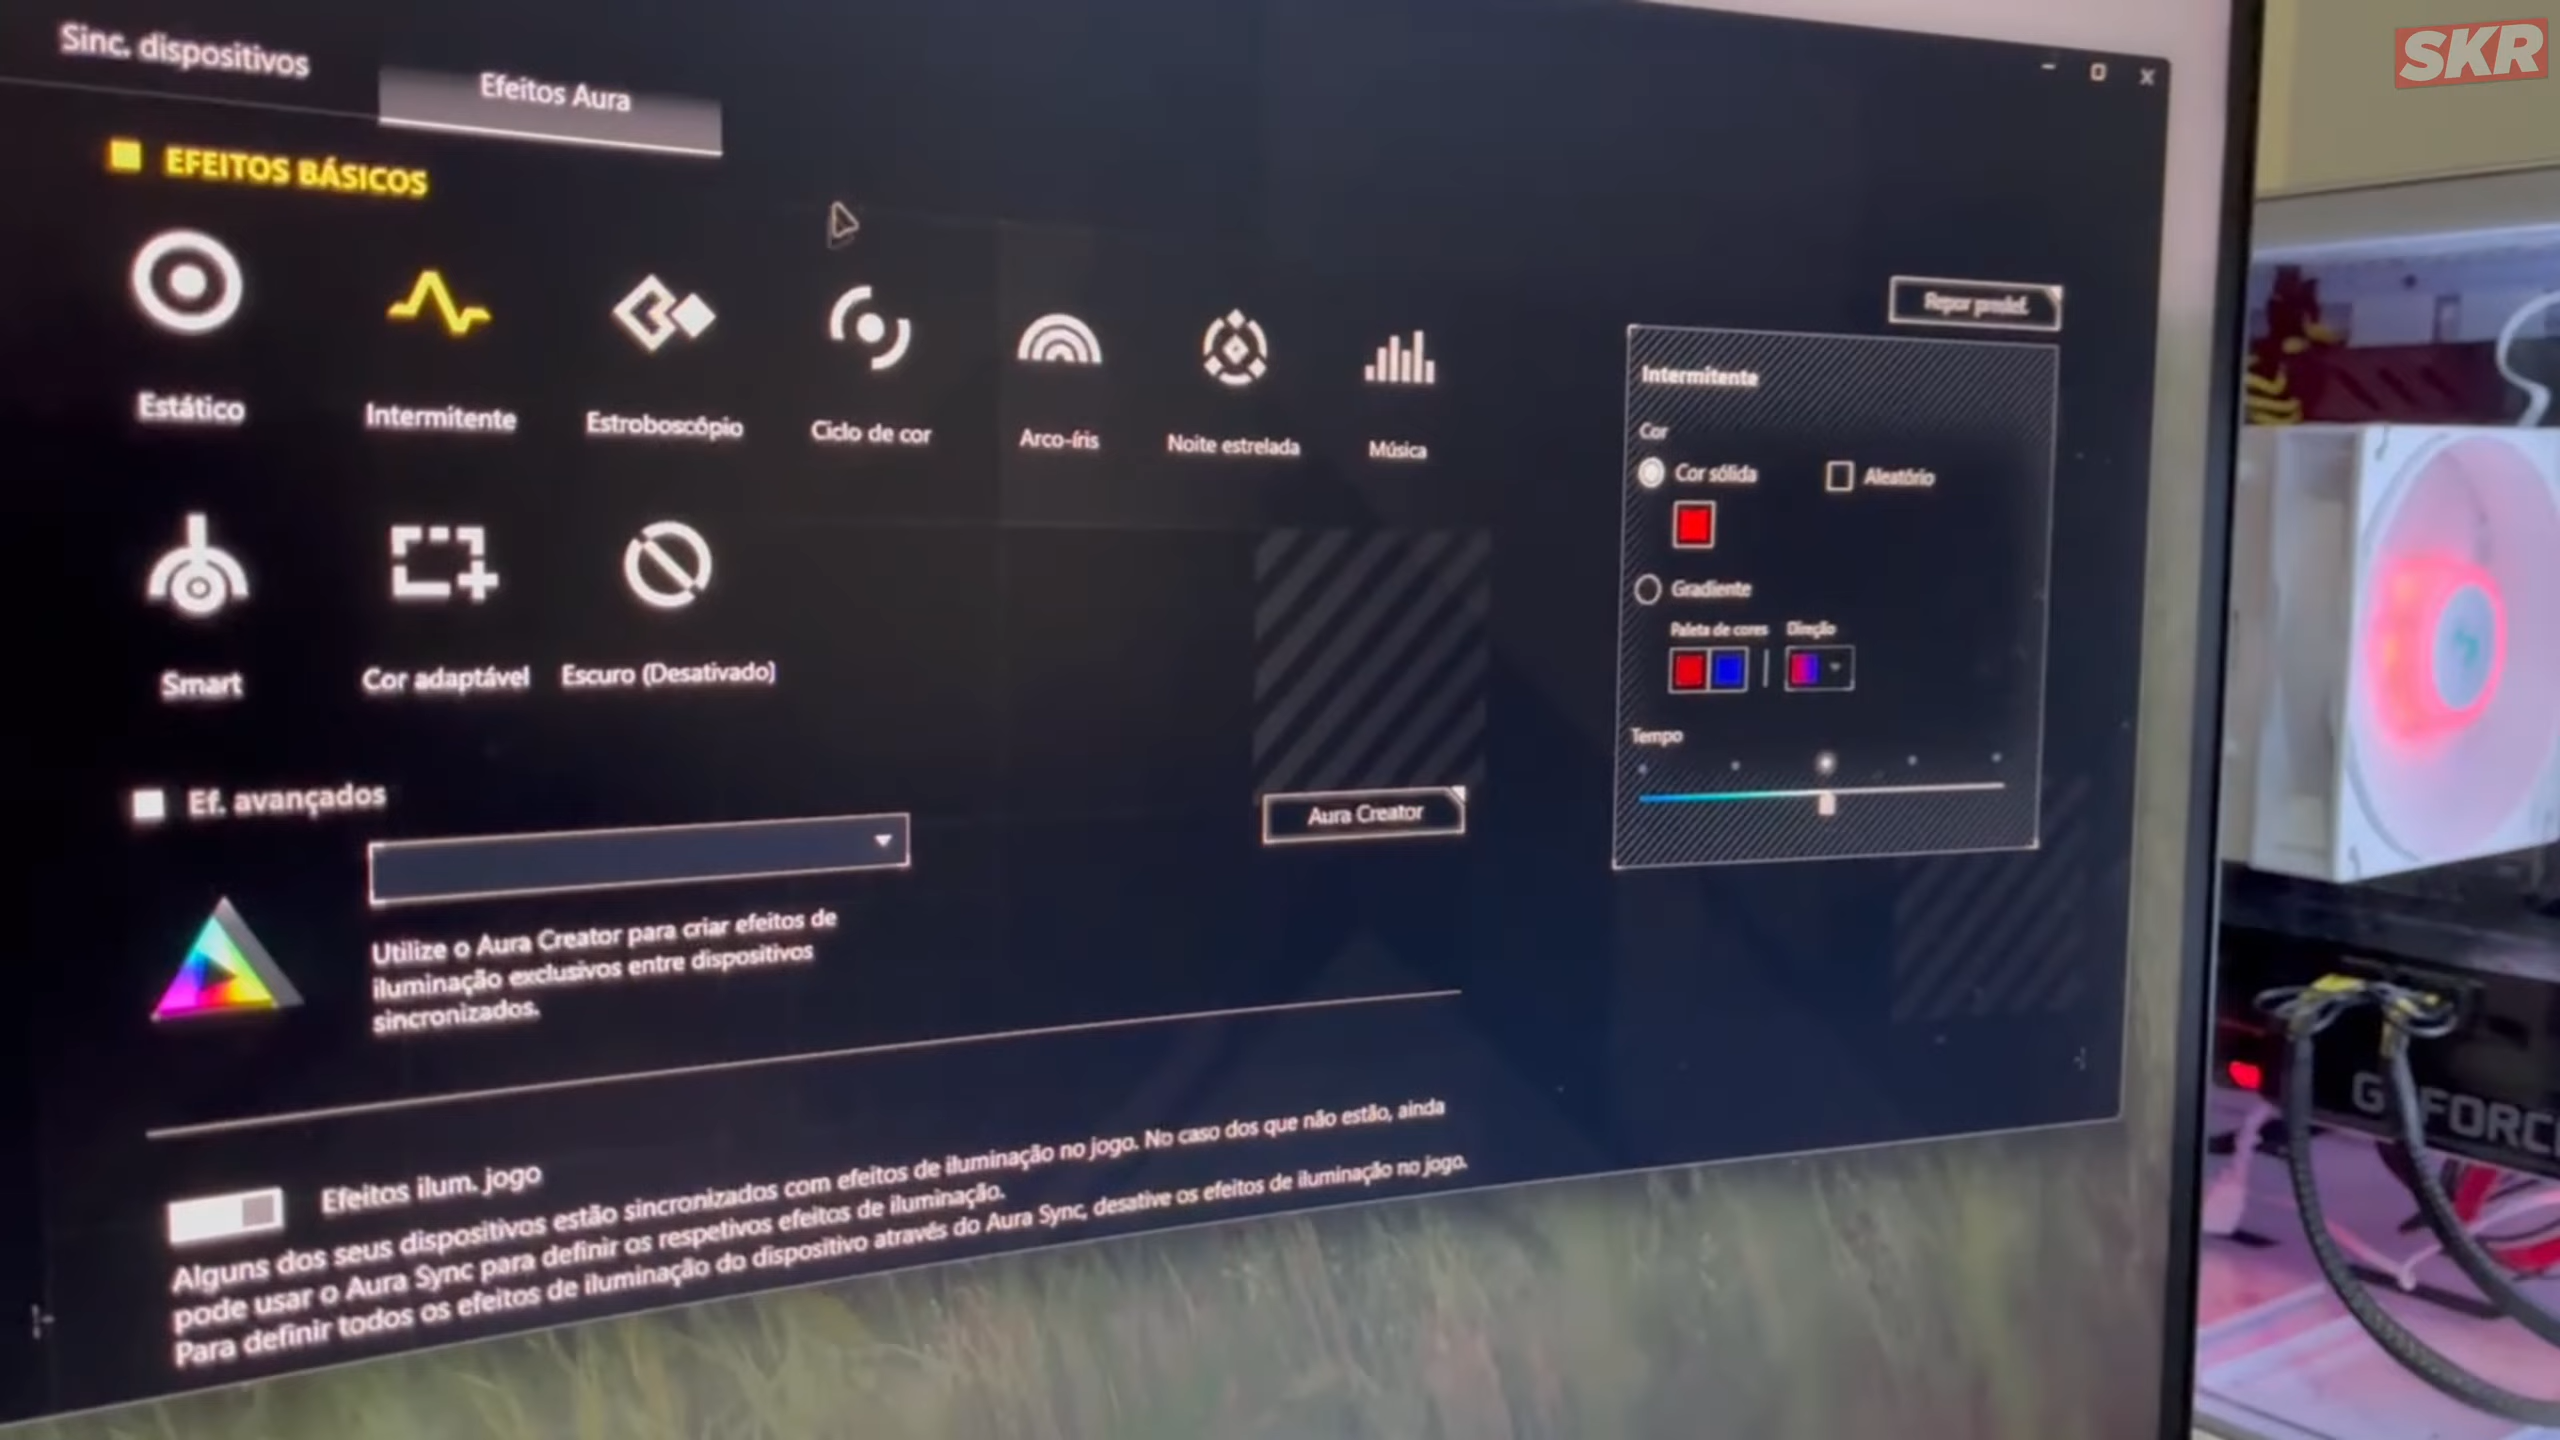 SKR
Sinc. dispositivos
Efeitos Aura
EFEITOS BÁSICOS
Estático
Intermitente
Estroboscópio
Ciclo de cor
Arco-íris
Noite estrelada
Música
Smart
Cor adaptável
Escuro (Desativado)
Repor predef.
Intermitente
Cor
Cor sólida
Aleatório
Gradiente
Paleta de cores
Direção
Tempo
Ef. avançados
Aura Creator
Utilize o Aura Creator para criar efeitos de
iluminação exclusivos entre dispositivos
sincronizados.
Efeitos ilum. jogo
Alguns dos seus dispositivos estão sincronizados com efeitos de iluminação no jogo. No caso dos que não estão, ainda
pode usar o Aura Sync para definir os respetivos efeitos de iluminação.
Para definir todos os efeitos de iluminação do dispositivo através do Aura Sync, desative os efeitos de iluminação no jogo.